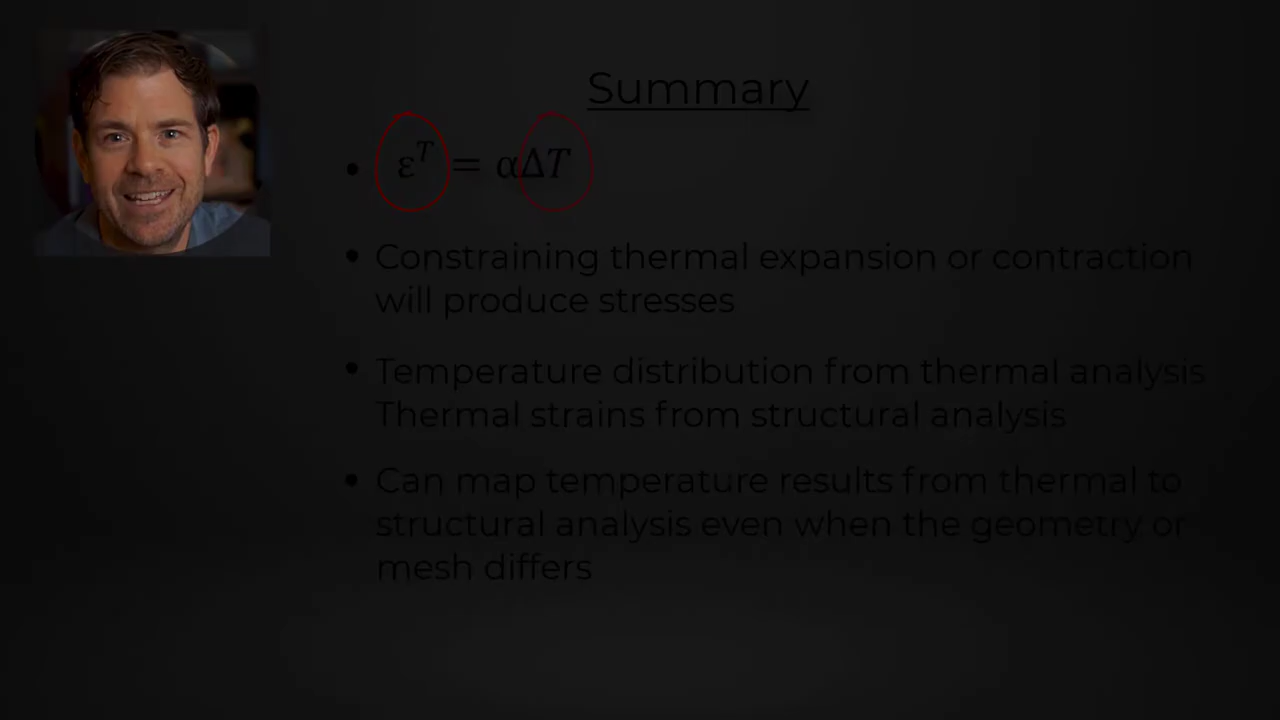 Summary
• εᵀ = αΔT
• Constraining thermal expansion or contraction
will produce stresses
• Temperature distribution from thermal analysis
Thermal strains from structural analysis
• Can map temperature results from thermal to
structural analysis even when the geometry or
mesh differs